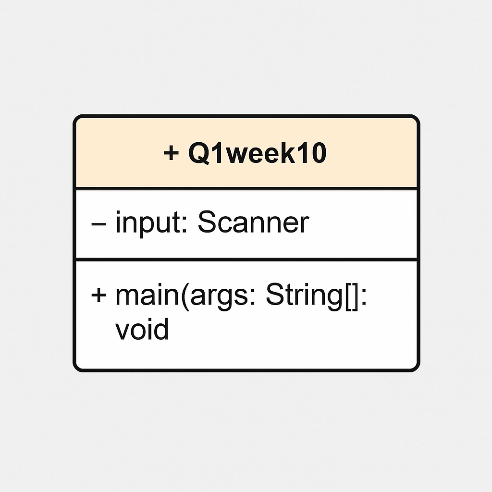 + Q1week10
– input: Scanner
+ main(args: String[]:
void